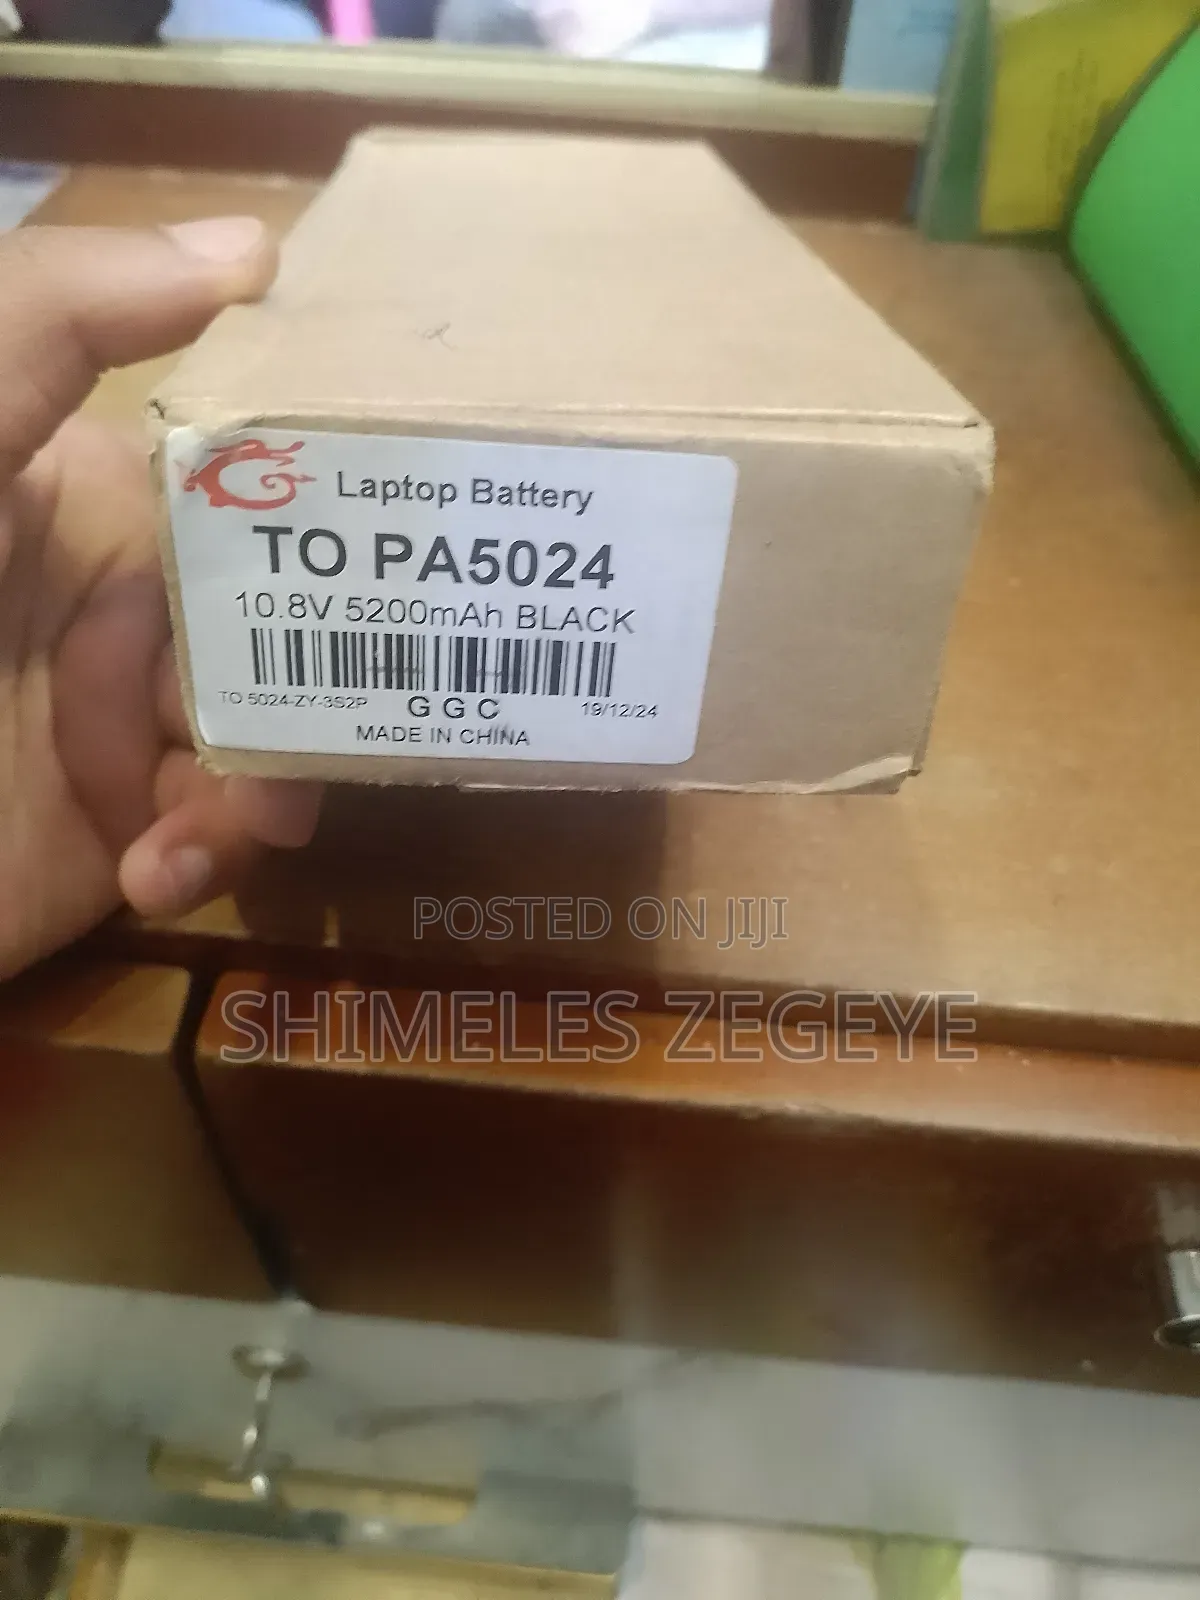 Laptop Battery
TO PA5024
10.8V 5200mAh BLACK
TO 5024-ZY-3S2P GGC 19/12/24
MADE IN CHINA
POSTED ON JIJI
SHIMELES ZEGEYE